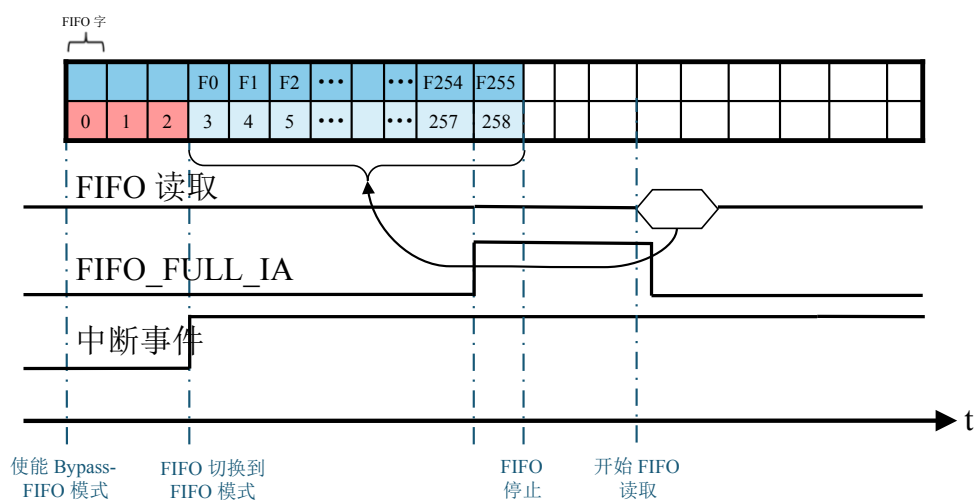 FIFO 字
F0 F1 F2 ··· ··· F254 F255
0 1 2 3 4 5 ··· ··· 257 258
FIFO 读取
FIFO_FULL_IA
中断事件
t
使能 Bypass-
FIFO 模式
FIFO 切换到
FIFO 模式
FIFO
停止
开始 FIFO
读取